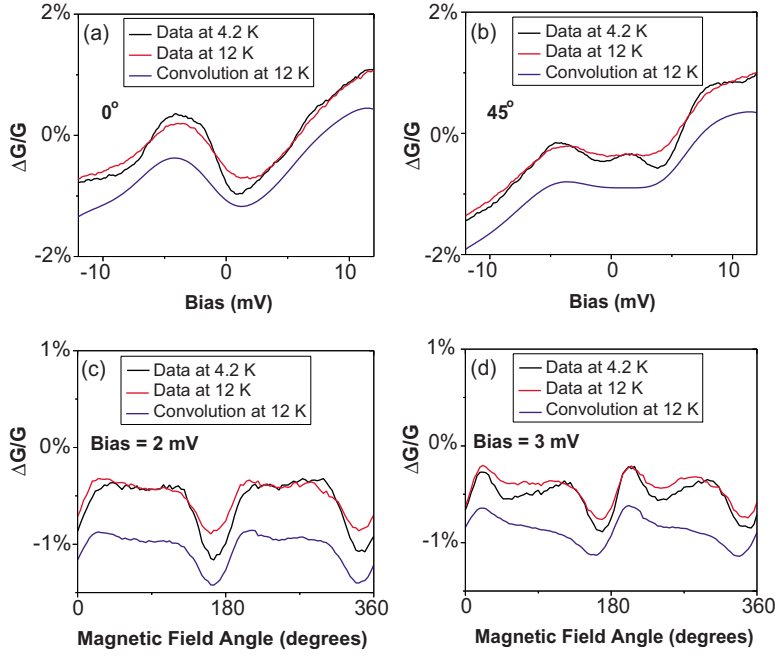 (a)
Data at 4.2 K
Data at 12 K
Convolution at 12 K
0°
2%
0%
-2%
ΔG/G
-10
0
10
Bias (mV)
(b)
Data at 4.2 K
Data at 12 K
Convolution at 12 K
45°
2%
0%
-2%
ΔG/G
-10
0
10
Bias (mV)
(c)
Data at 4.2 K
Data at 12 K
Convolution at 12 K
Bias = 2 mV
1%
0%
-1%
ΔG/G
0
180
360
Magnetic Field Angle (degrees)
(d)
Data at 4.2 K
Data at 12 K
Convolution at 12 K
Bias = 3 mV
1%
0%
-1%
ΔG/G
0
180
360
Magnetic Field Angle (degrees)